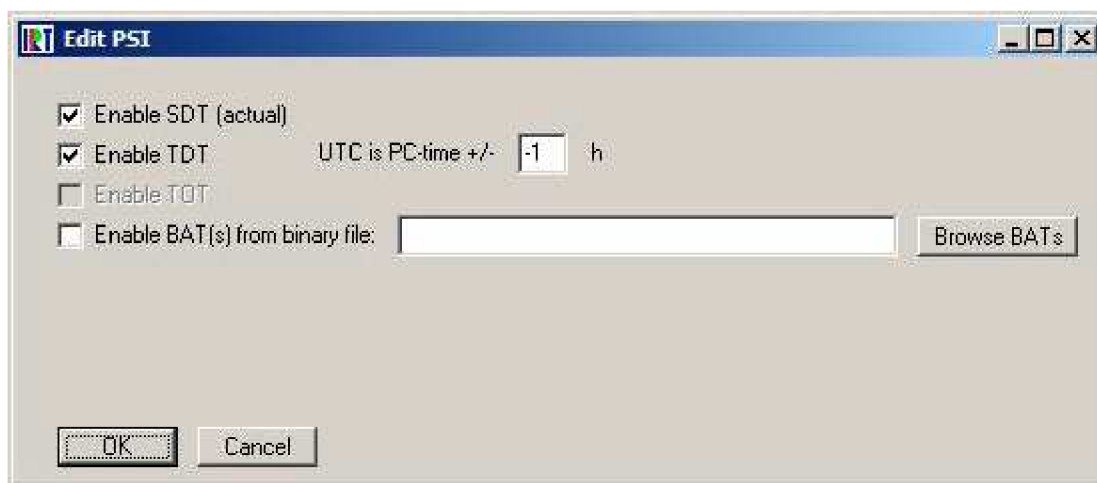 Edit PSI
Enable SDT (actual)
Enable TDT UTC is PC-time +/- -1 h
Enable TOT
Enable BAT(s) from binary file: Browse BATs
OK Cancel